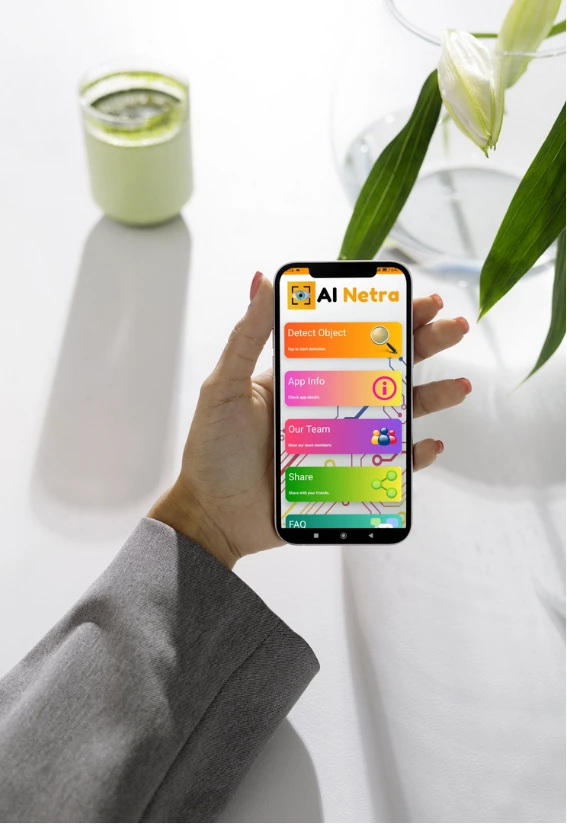 AI Netra
Detect Object
Tap to start detection.
App Info
Check app details.
Our Team
Meet our team members.
Share
Share with your friends.
FAQ